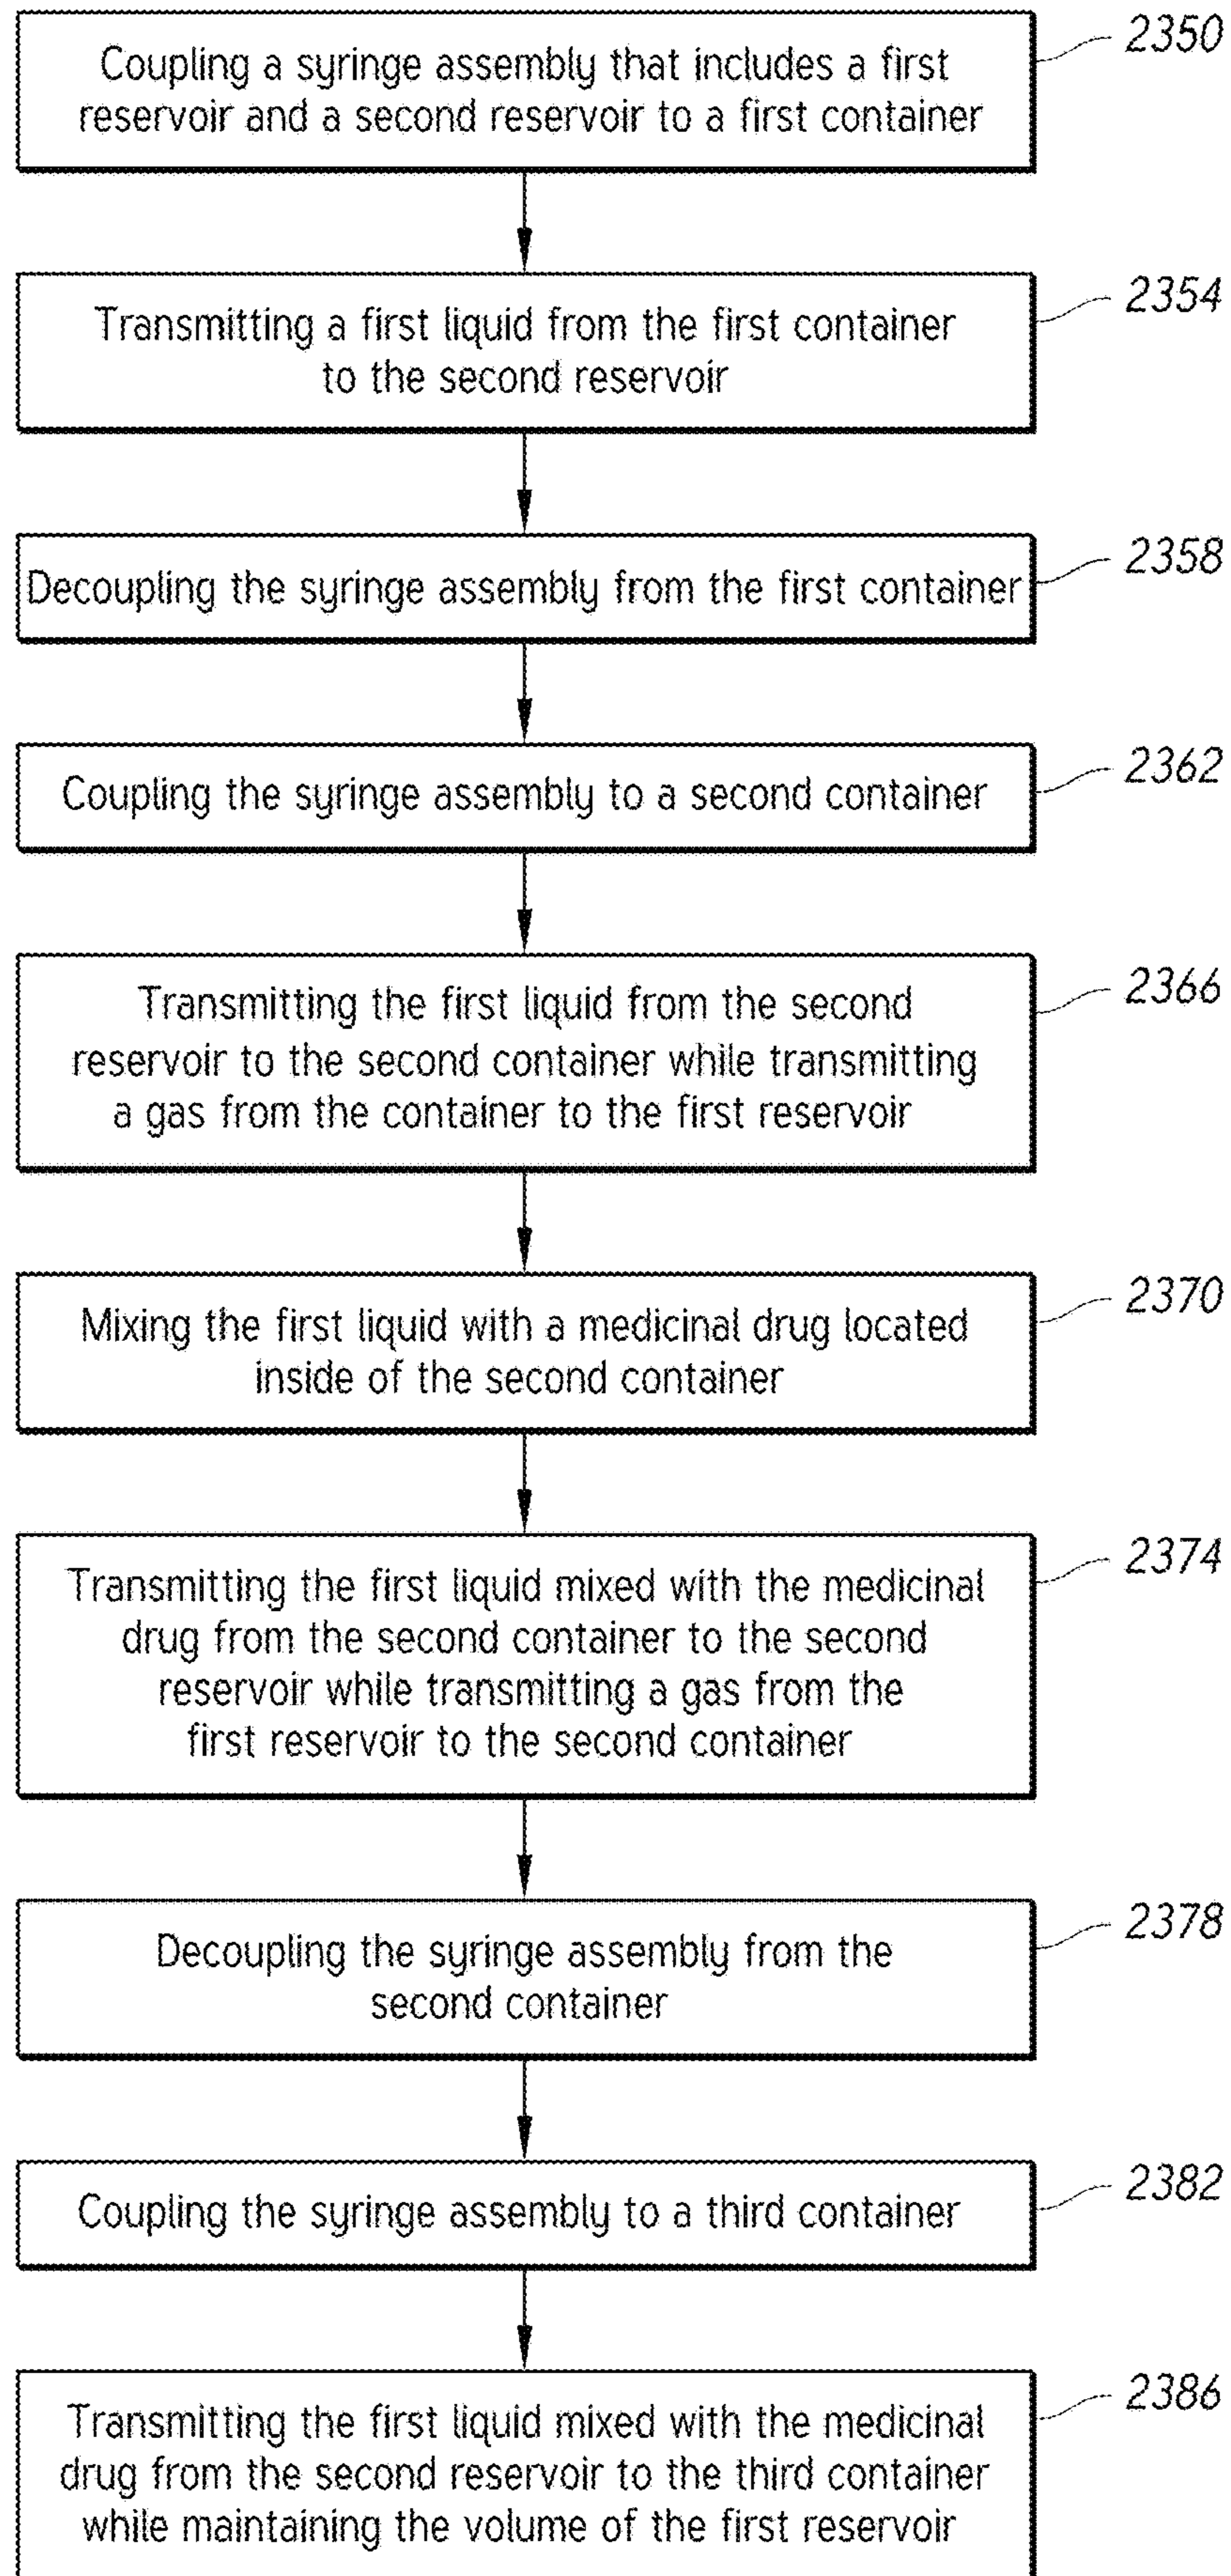 Coupling a syringe assembly that includes a first
reservoir and a second reservoir to a first container
2350
Transmitting a first liquid from the first container
to the second reservoir
2354
Decoupling the syringe assembly from the first container
2358
Coupling the syringe assembly to a second container
2362
Transmitting the first liquid from the second
reservoir to the second container while transmitting
a gas from the container to the first reservoir
2366
Mixing the first liquid with a medicinal drug located
inside of the second container
2370
Transmitting the first liquid mixed with the medicinal
drug from the second container to the second
reservoir while transmitting a gas from the
first reservoir to the second container
2374
Decoupling the syringe assembly from the
second container
2378
Coupling the syringe assembly to a third container
2382
Transmitting the first liquid mixed with the medicinal
drug from the second reservoir to the third container
while maintaining the volume of the first reservoir
2386